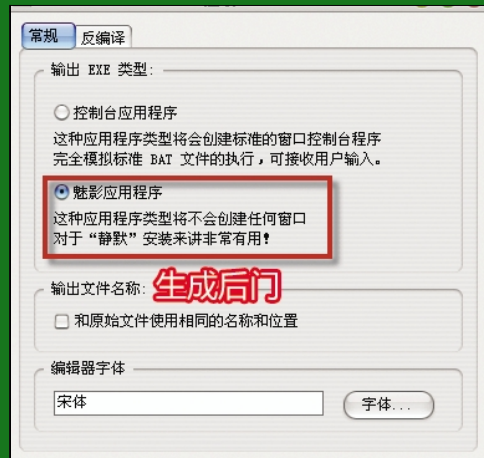 常规 反编译
输出 EXE 类型:
控制台应用程序
这种应用程序类型将会创建标准的窗口控制台程序
完全模拟标准 BAT 文件的执行，可接收用户输入。
魅影应用程序
这种应用程序类型将不会创建任何窗口
对于“静默”安装来讲非常有用!
输出文件名称: 生成后门
和原始文件使用相同的名称和位置
编辑器字体
宋体 字体...